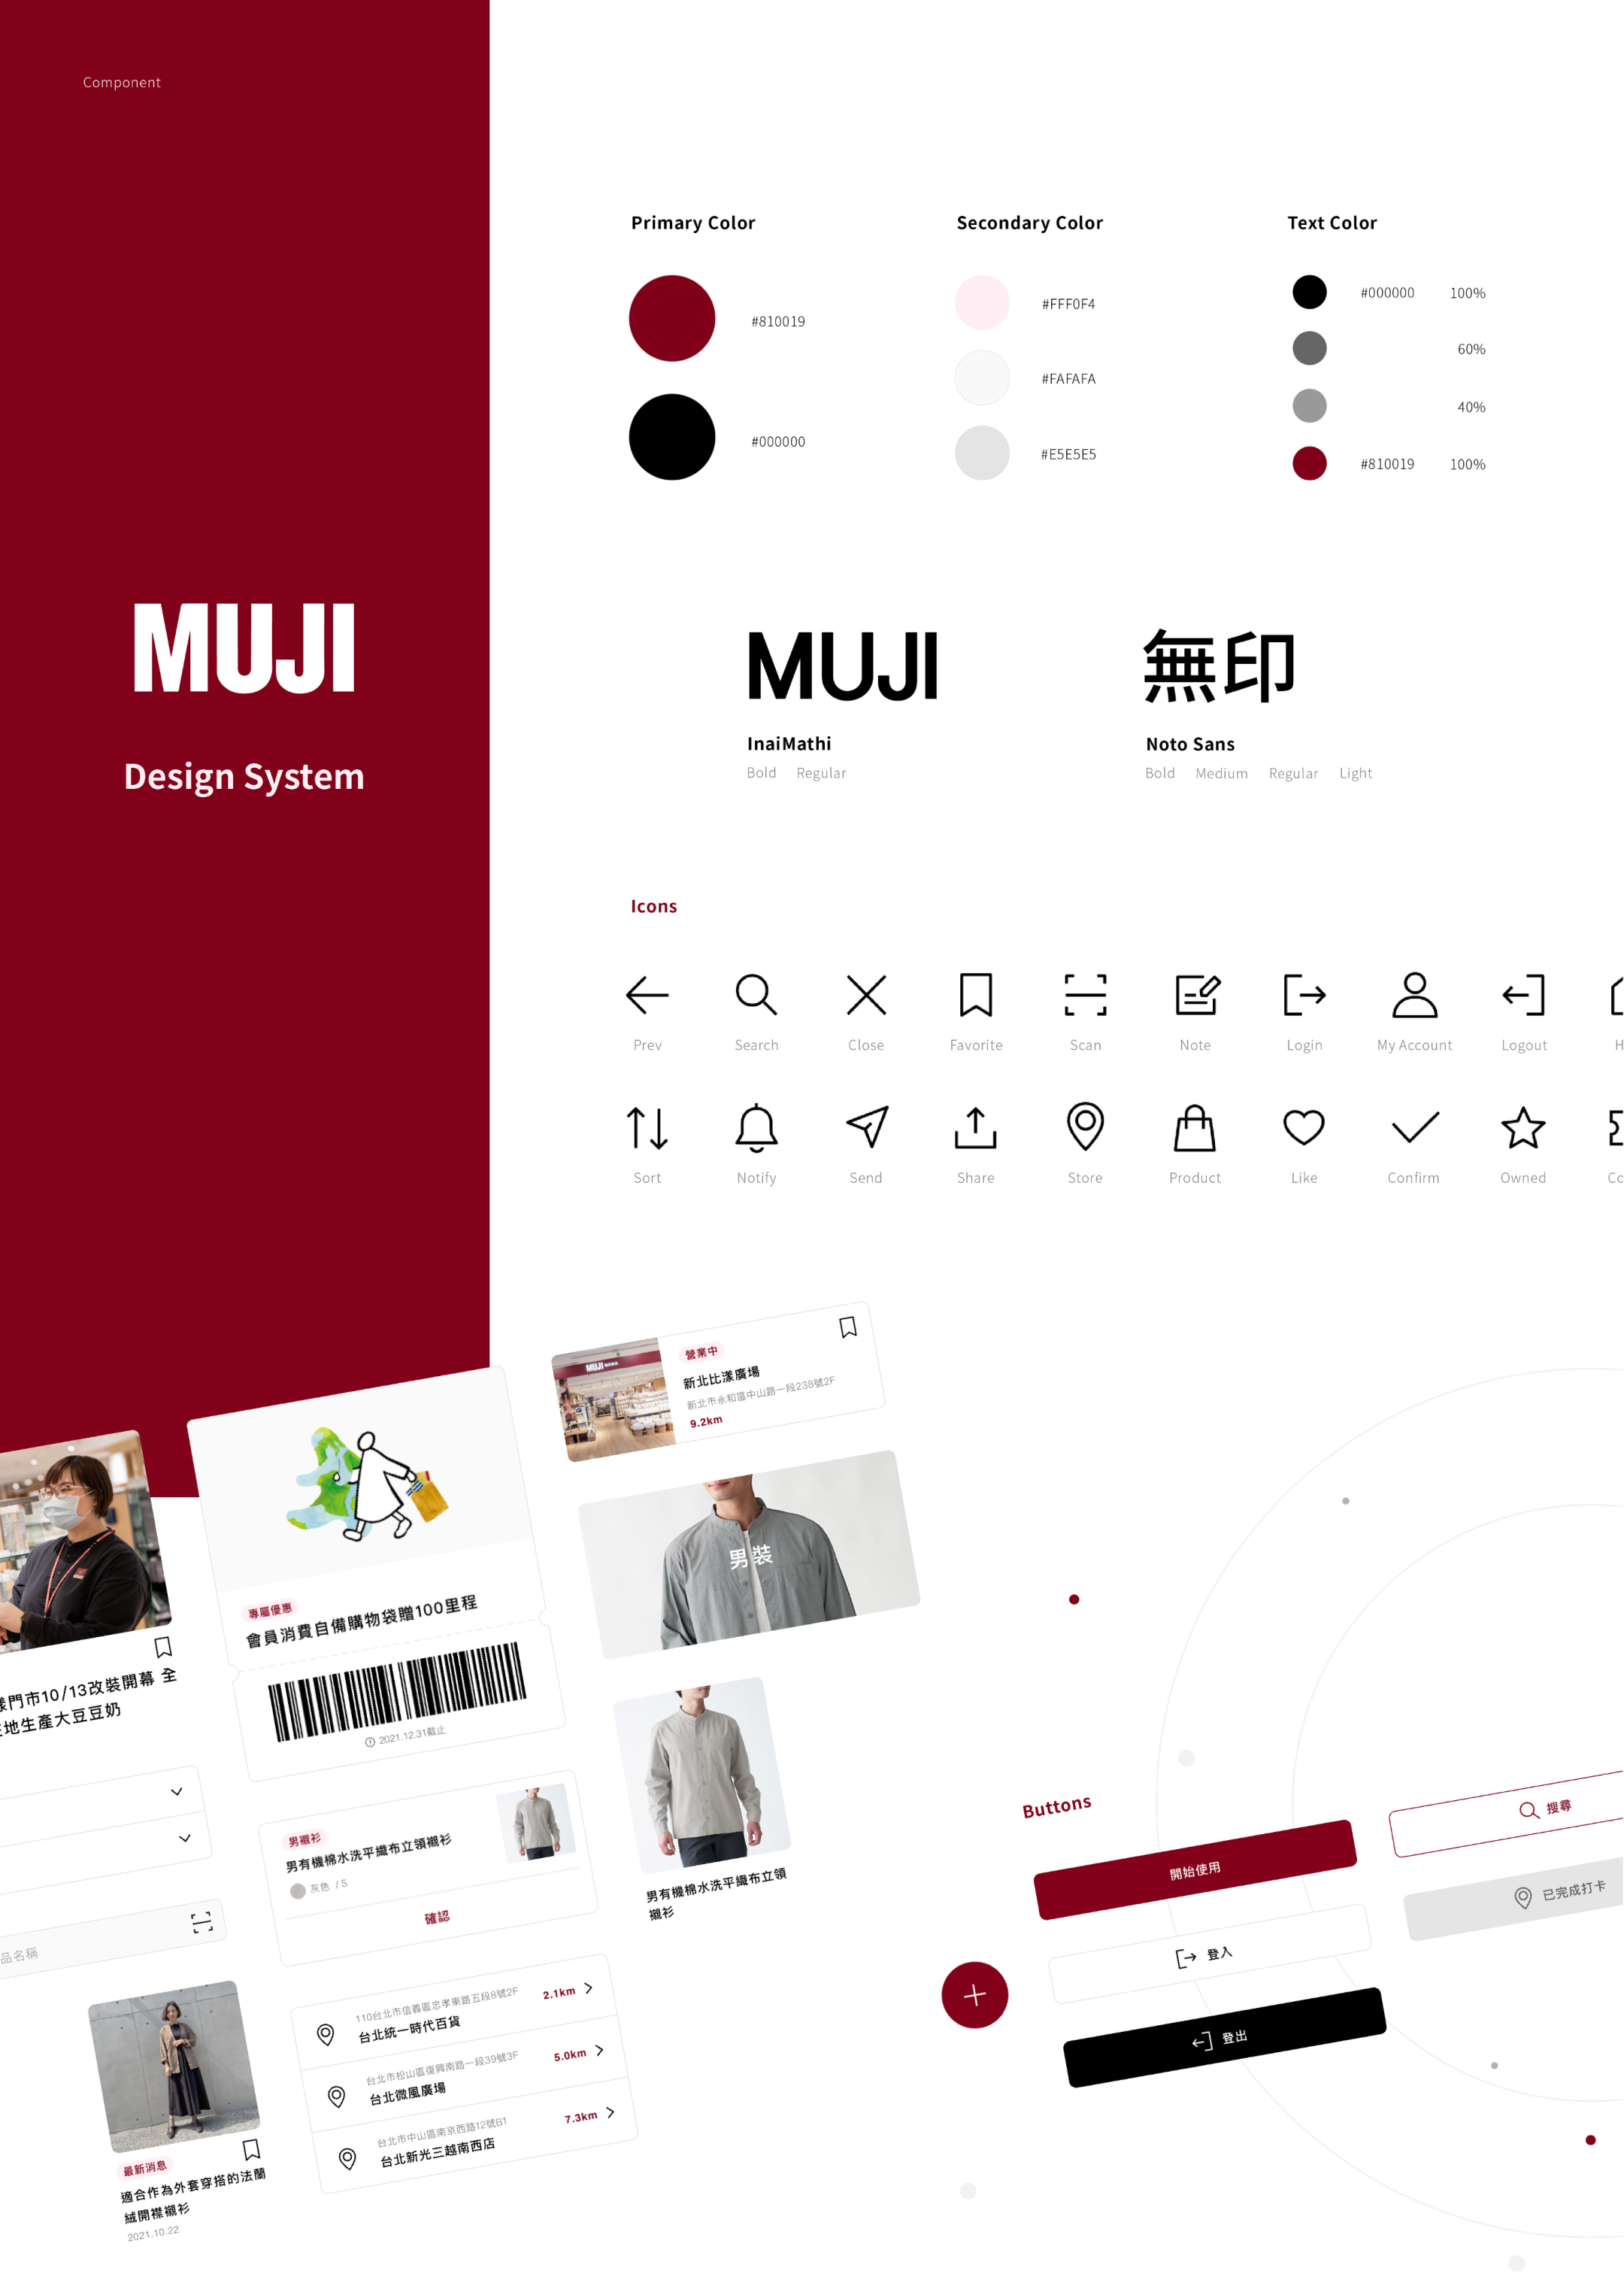 Component
MUJI
Design System
Primary Color
#810019
#000000
Secondary Color
#FFF0F4
#FAFAFA
#E5E5E5
Text Color
#000000 100%
60%
40%
#810019 100%
MUJI
InaiMathi
Bold Regular
無印
Noto Sans
Bold Medium Regular Light
Icons
Prev Search Close Favorite Scan Note Login My Account Logout H
Sort Notify Send Share Store Product Like Confirm Owned Co
門市10/13改裝開幕 全
地生產大豆豆奶
品名稱
最新消息
適合作為外套穿搭的法蘭
絨開襟襯衫
2021.10.22
專屬優惠
會員消費自備購物袋贈100里程
2021.12.31截止
男襯衫
男有機棉水洗平織布立領襯衫
灰色 / S
確認
110台北市信義區忠孝東路五段8號2F
台北統一時代百貨
2.1km
台北市松山區復興南路一段39號3F
台北微風廣場
5.0km
台北市中山區南京西路12號B1
台北新光三越南西店
7.3km
MUJI
營業中
新北比漾廣場
新北市永和區中山路一段238號2F
9.2km
男裝
男有機棉水洗平織布立領
襯衫
Buttons
開始使用
登入
登出
搜尋
已完成打卡